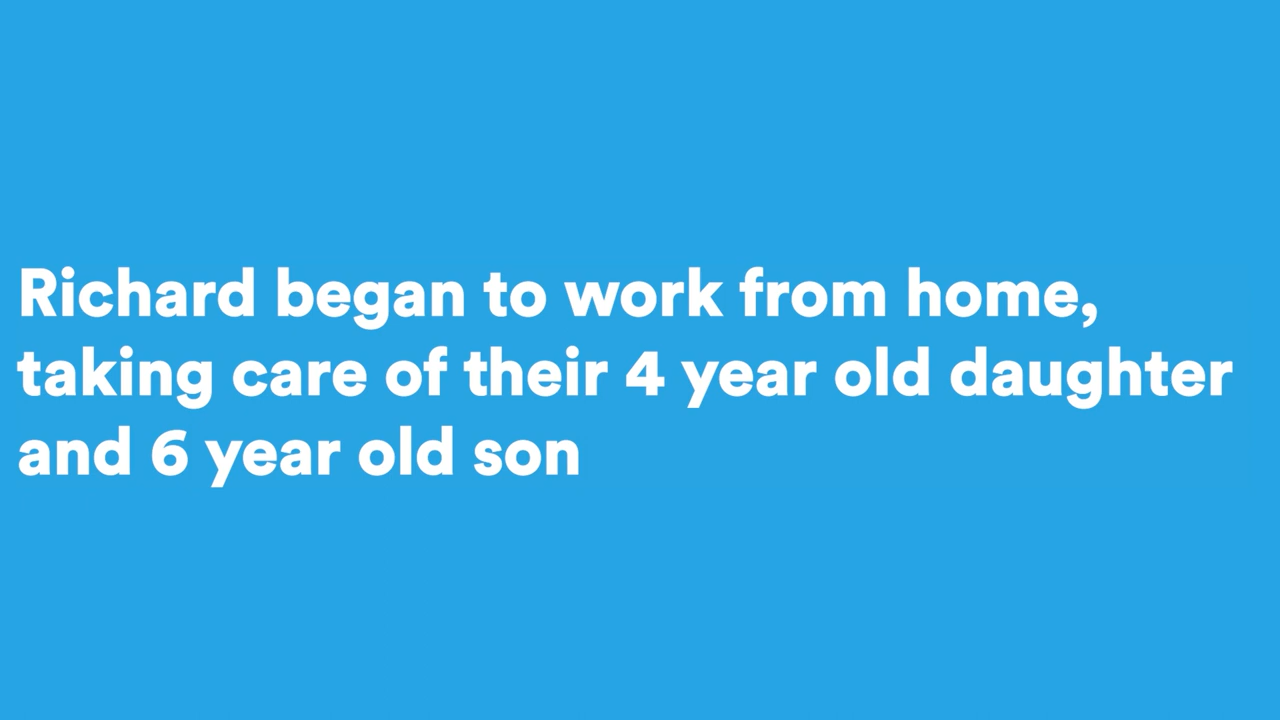 Richard began to work from home,
taking care of their 4 year old daughter
and 6 year old son